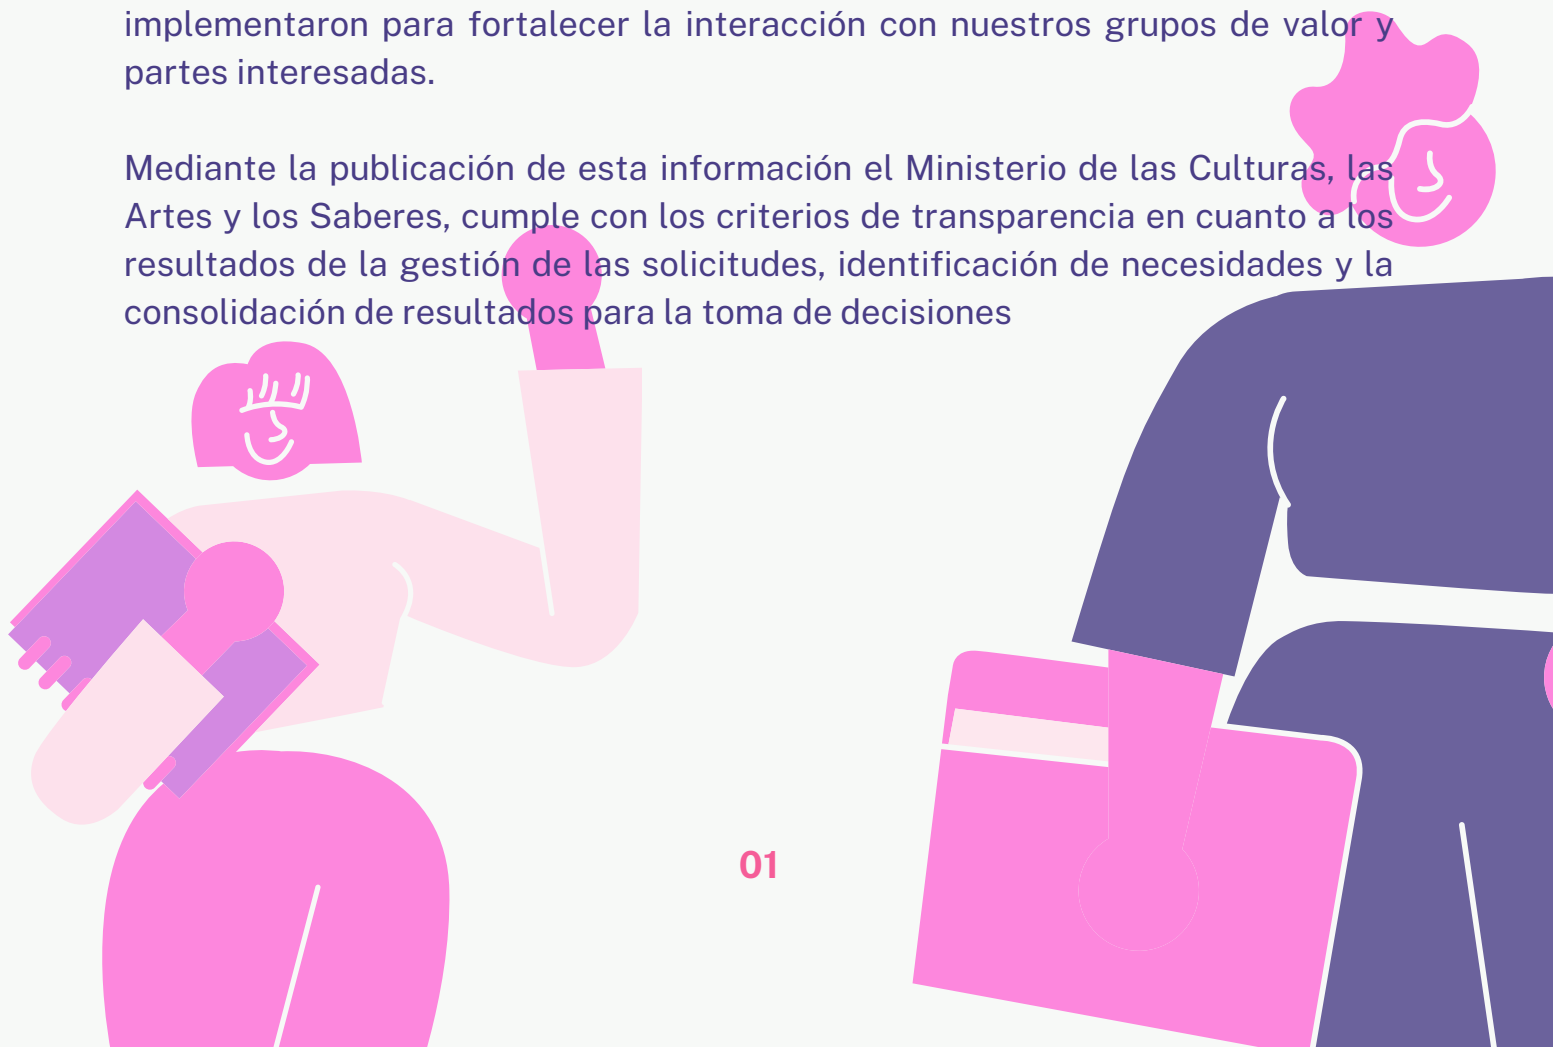 implementaron para fortalecer la interacción con nuestros grupos de valor y
partes interesadas.
Mediante la publicación de esta información el Ministerio de las Culturas, las
Artes y los Saberes, cumple con los criterios de transparencia en cuanto a los
resultados de la gestión de las solicitudes, identificación de necesidades y la
consolidación de resultados para la toma de decisiones
01